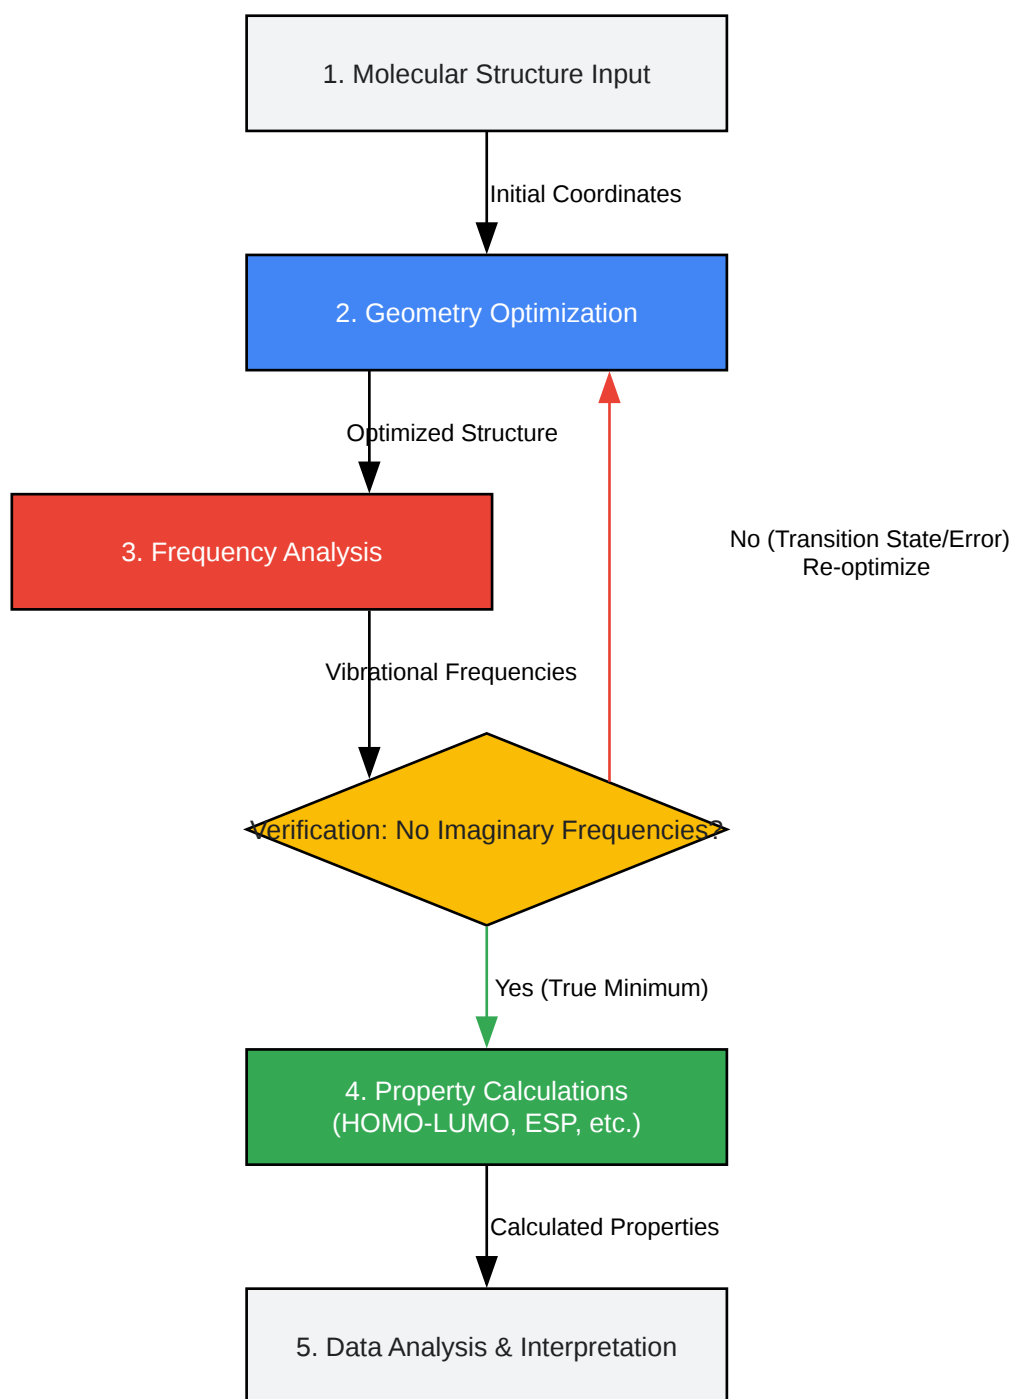 1. Molecular Structure Input
Initial Coordinates
2. Geometry Optimization
Optimized Structure
3. Frequency Analysis
No (Transition State/Error)
Re-optimize
Vibrational Frequencies
Verification: No Imaginary Frequencies?
Yes (True Minimum)
4. Property Calculations
(HOMO-LUMO, ESP, etc.)
Calculated Properties
5. Data Analysis & Interpretation